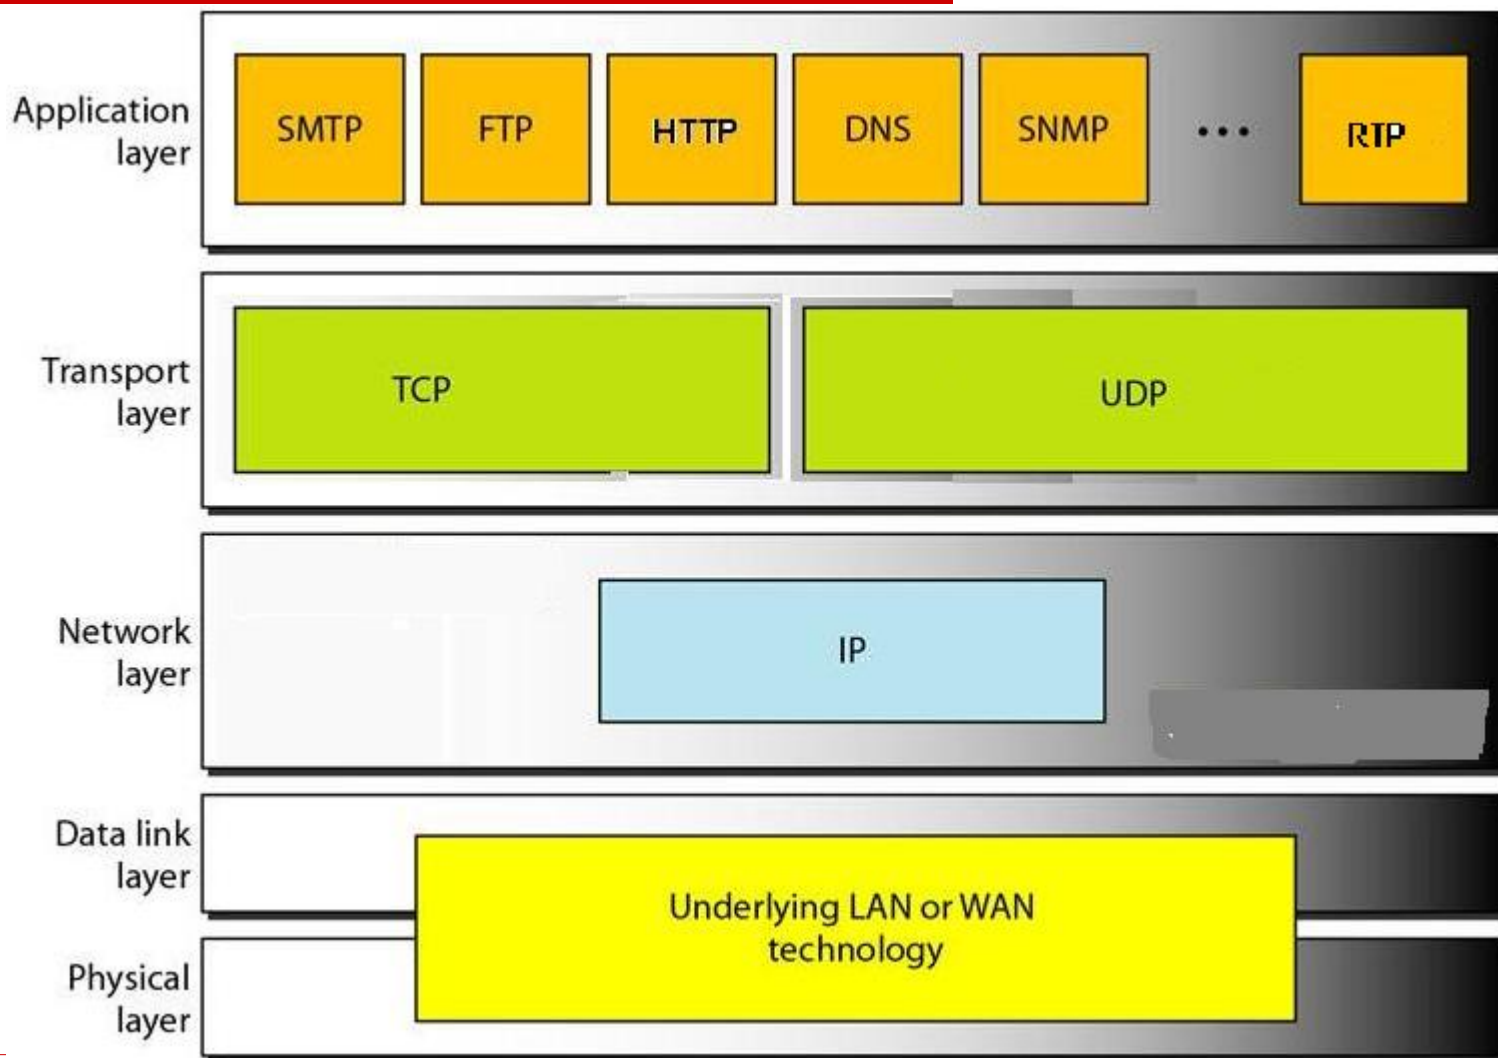 Application
layer
SMTP
FTP
HTTP
DNS
SNMP
...
RTP
Transport
layer
TCP
UDP
Network
layer
IP
Data link
layer
Underlying LAN or WAN
technology
Physical
layer